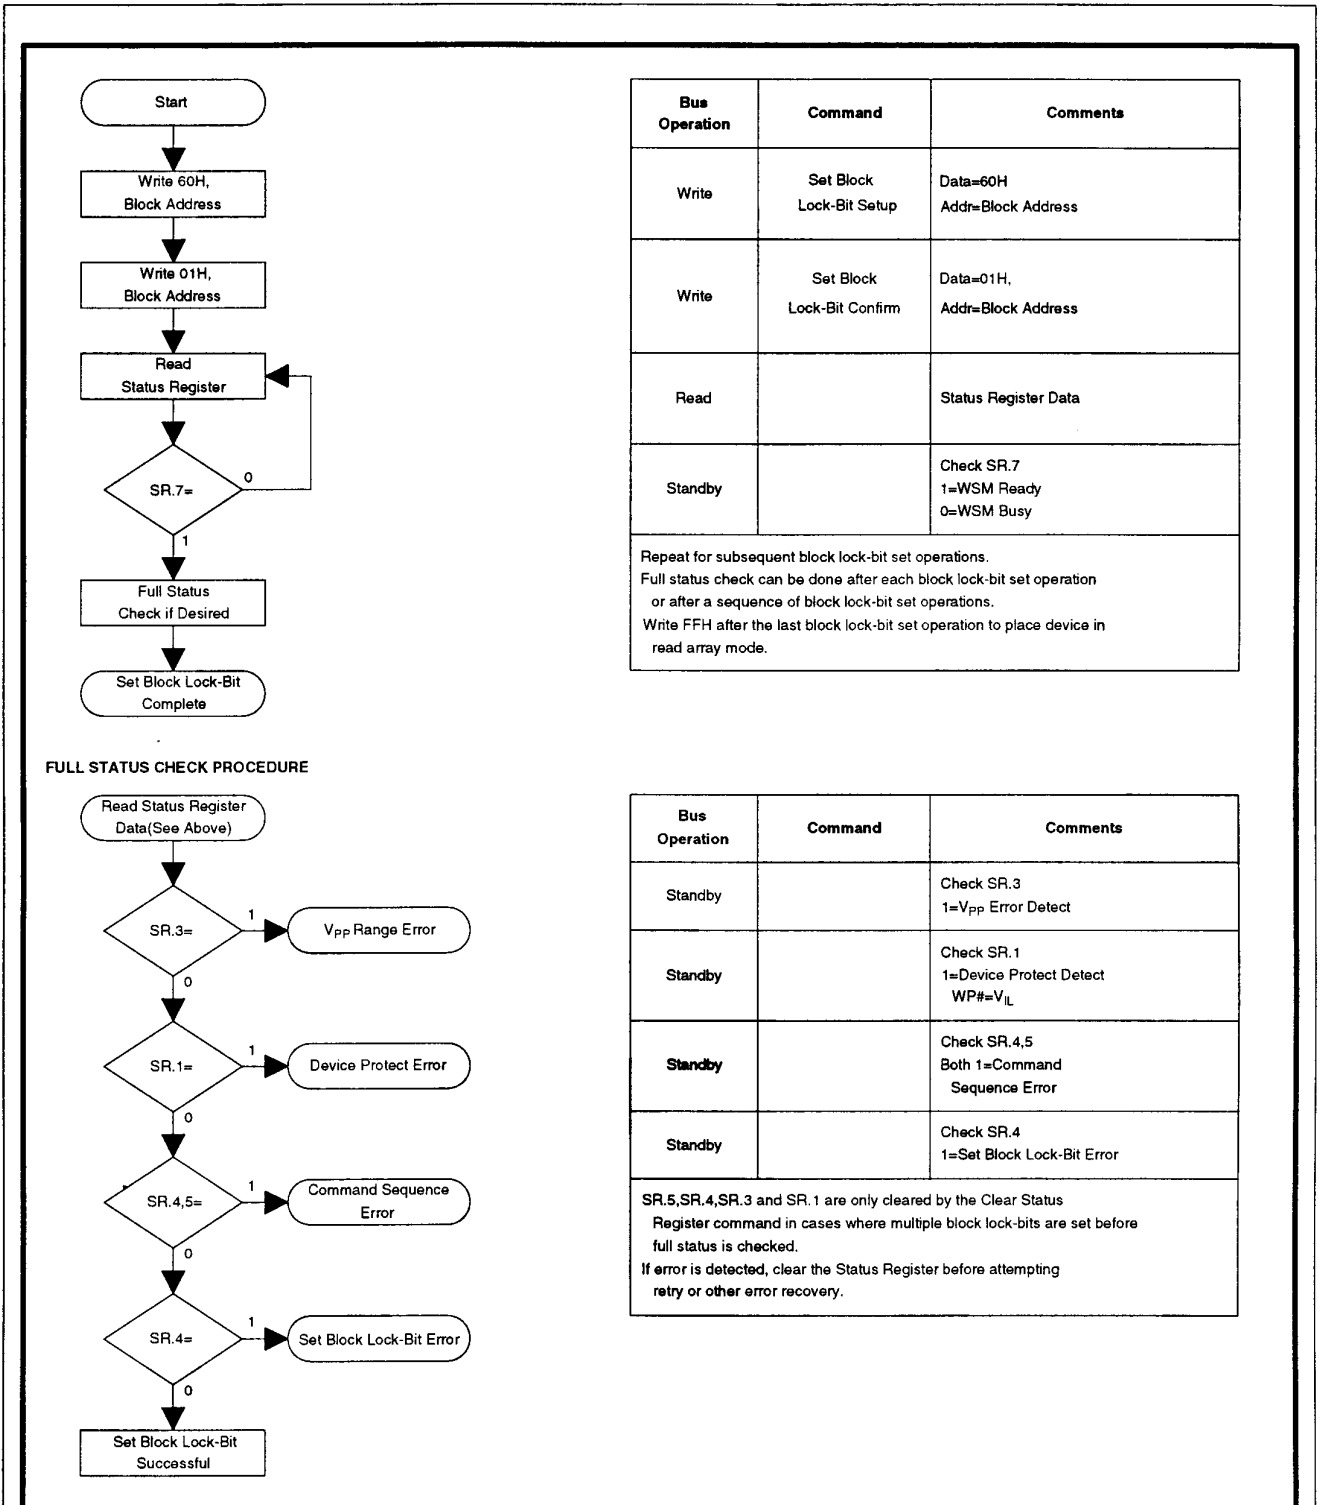 Start
Write 60H,
Block Address
Write 01H,
Block Address
Read
Status Register
SR.7=
0
1
Full Status
Check if Desired
Set Block Lock-Bit
Complete
Bus
Operation
Command
Comments
Write
Set Block
Lock-Bit Setup
Data=60H
Addr=Block Address
Write
Set Block
Lock-Bit Confirm
Data=01H,
Addr=Block Address
Read
Status Register Data
Standby
Check SR.7
1=WSM Ready
0=WSM Busy
Repeat for subsequent block lock-bit set operations.
Full status check can be done after each block lock-bit set operation
or after a sequence of block lock-bit set operations.
Write FFH after the last block lock-bit set operation to place device in
read array mode.
FULL STATUS CHECK PROCEDURE
Read Status Register
Data(See Above)
SR.3=
1
VPP Range Error
0
SR.1=
1
Device Protect Error
0
SR.4,5=
1
Command Sequence
Error
0
SR.4=
1
Set Block Lock-Bit Error
0
Set Block Lock-Bit
Successful
Bus
Operation
Command
Comments
Standby
Check SR.3
1=VPP Error Detect
Standby
Check SR.1
1=Device Protect Detect
WP#=VIL
Standby
Check SR.4,5
Both 1=Command
Sequence Error
Standby
Check SR.4
1=Set Block Lock-Bit Error
SR.5,SR.4,SR.3 and SR.1 are only cleared by the Clear Status
Register command in cases where multiple block lock-bits are set before
full status is checked.
If error is detected, clear the Status Register before attempting
retry or other error recovery.